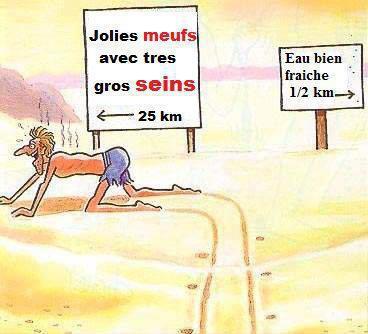 Jolies meufs
avec tres
gros seins
← 25 km
Eau bien
fraiche
1/2 km→